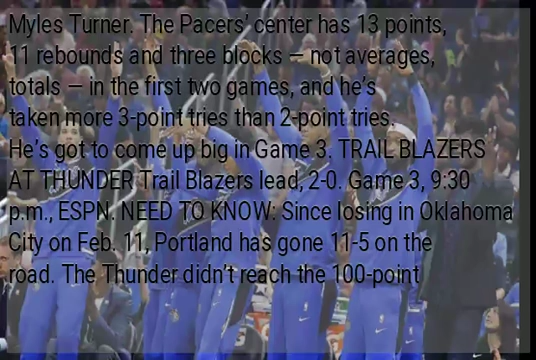 Myles Turner. The Pacers’ center has 13 points,
11 rebounds and three blocks — not averages,
totals — in the first two games, and he’s
taken more 3-point tries than 2-point tries.
He’s got to come up big in Game 3. TRAIL BLAZERS
AT THUNDER Trail Blazers lead, 2-0. Game 3, 9:30
p.m., ESPN. NEED TO KNOW: Since losing in Oklahoma
City on Feb. 11, Portland has gone 11-5 on the
road. The Thunder didn’t reach the 100-point